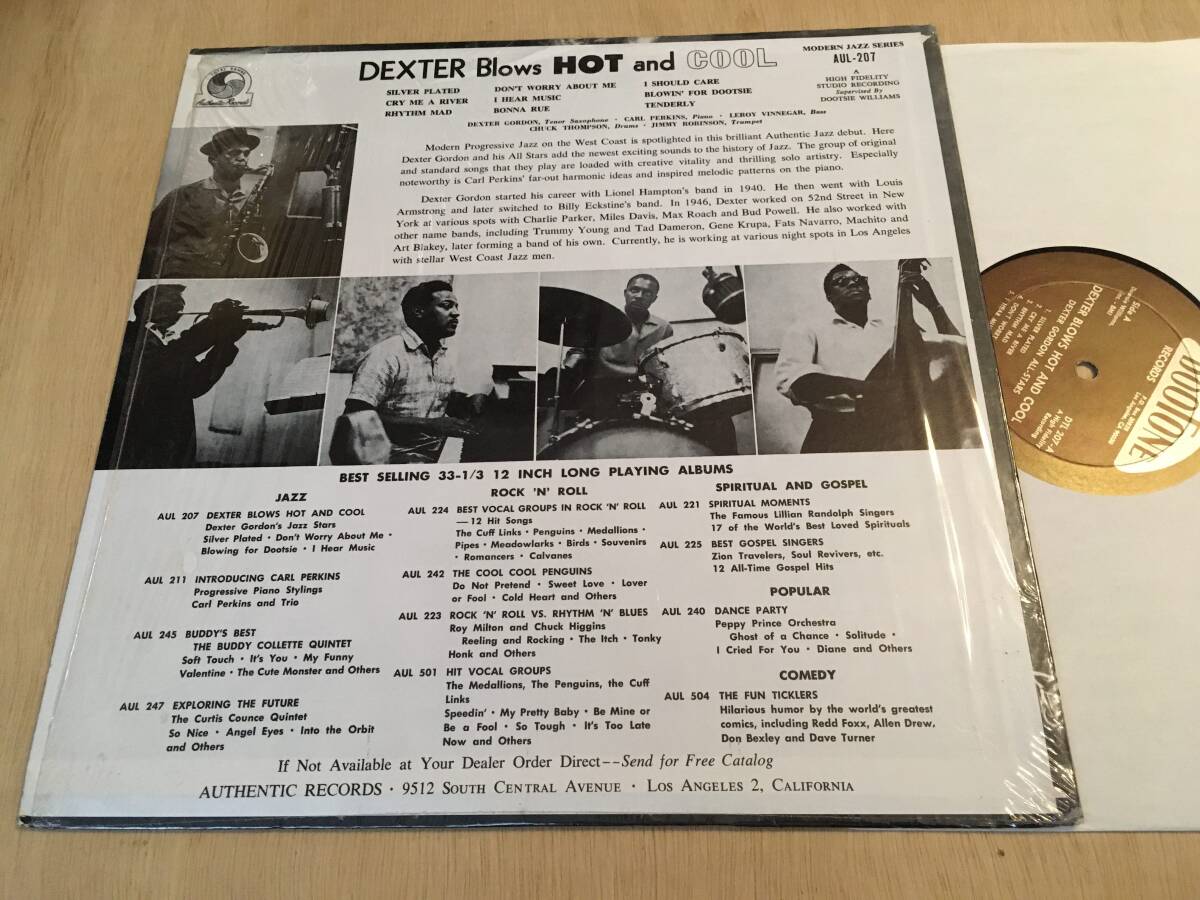 DEXTER Blows HOT and COOL
MODERN JAZZ SERIES
AUL-207
A
HIGH FIDELITY
STUDIO RECORDING
Supervised By
DOOTSIE WILLIAMS
Authentic Records
SILVER PLATED
CRY ME A RIVER
RHYTHM MAD
DON'T WORRY ABOUT ME
I HEAR MUSIC
BONNA RUE
I SHOULD CARE
BLOWIN' FOR DOOTSIE
TENDERLY
DEXTER GORDON, Tenor Saxophone · CARL PERKINS, Piano · LEROY VINNEGAR, Bass
CHUCK THOMPSON, Drums · JIMMY ROBINSON, Trumpet
Modern Progressive Jazz on the West Coast is spotlighted in this brilliant Authentic Jazz debut. Here
Dexter Gordon and his All Stars add the newest exciting sounds to the history of Jazz. The group of original
and standard songs that they play are loaded with creative vitality and thrilling solo artistry. Especially
noteworthy is Carl Perkins' far-out harmonic ideas and inspired melodic patterns on the piano.
Dexter Gordon started his career with Lionel Hampton's band in 1940. He then went with Louis
Armstrong and later switched to Billy Eckstine's band. In 1946, Dexter worked on 52nd Street in New
York at various spots with Charlie Parker, Miles Davis, Max Roach and Bud Powell. He also worked with
other name bands, including Trummy Young and Tad Dameron, Gene Krupa, Fats Navarro, Machito and
Art Blakey, later forming a band of his own. Currently, he is working at various night spots in Los Angeles
with stellar West Coast Jazz men.
BEST SELLING 33-1/3 12 INCH LONG PLAYING ALBUMS
JAZZ
AUL 207 DEXTER BLOWS HOT AND COOL
Dexter Gordon's Jazz Stars
Silver Plated · Don't Worry About Me ·
Blowing for Dootsie · I Hear Music
AUL 211 INTRODUCING CARL PERKINS
Progressive Piano Stylings
Carl Perkins and Trio
AUL 245 BUDDY'S BEST
THE BUDDY COLLETTE QUINTET
Soft Touch · It's You · My Funny
Valentine · The Cute Monster and Others
AUL 247 EXPLORING THE FUTURE
The Curtis Counce Quintet
So Nice · Angel Eyes · Into the Orbit
and Others
ROCK 'N' ROLL
AUL 224 BEST VOCAL GROUPS IN ROCK 'N' ROLL
—12 Hit Songs
The Cuff Links · Penguins · Medallions ·
Pipes · Meadowlarks · Birds · Souvenirs
· Romancers · Calvanes
AUL 242 THE COOL COOL PENGUINS
Do Not Pretend · Sweet Love · Lover
or Fool · Cold Heart and Others
AUL 223 ROCK 'N' ROLL VS. RHYTHM 'N' BLUES
Roy Milton and Chuck Higgins
Reeling and Rocking · The Itch · Tonky
Honk and Others
AUL 501 HIT VOCAL GROUPS
The Medallions, The Penguins, the Cuff
Links
Speedin' · My Pretty Baby · Be Mine or
Be a Fool · So Tough · It's Too Late
Now and Others
SPIRITUAL AND GOSPEL
AUL 221 SPIRITUAL MOMENTS
The Famous Lillian Randolph Singers
17 of the World's Best Loved Spirituals
AUL 225 BEST GOSPEL SINGERS
Zion Travelers, Soul Revivers, etc.
12 All-Time Gospel Hits
POPULAR
AUL 240 DANCE PARTY
Peppy Prince Orchestra
Ghost of a Chance · Solitude ·
I Cried For You · Diane and Others
COMEDY
AUL 504 THE FUN TICKLERS
Hilarious humor by the world's greatest
comics, including Redd Foxx, Allen Drew,
Don Bexley and Dave Turner
If Not Available at Your Dealer Order Direct--Send for Free Catalog
AUTHENTIC RECORDS · 9512 SOUTH CENTRAL AVENUE · LOS ANGELES 2, CALIFORNIA
DOOTONE
RECORDS
DTL 207-A
A High Fidelity
Recording
DEXTER BLOWS HOT AND COOL
DEXTER GORDON ALL-STARS
1. SILVER PLATED
2. CRY ME A RIVER
3. RHYTHM MAD
4. DON'T WORRY
5. I HEAR
Side A